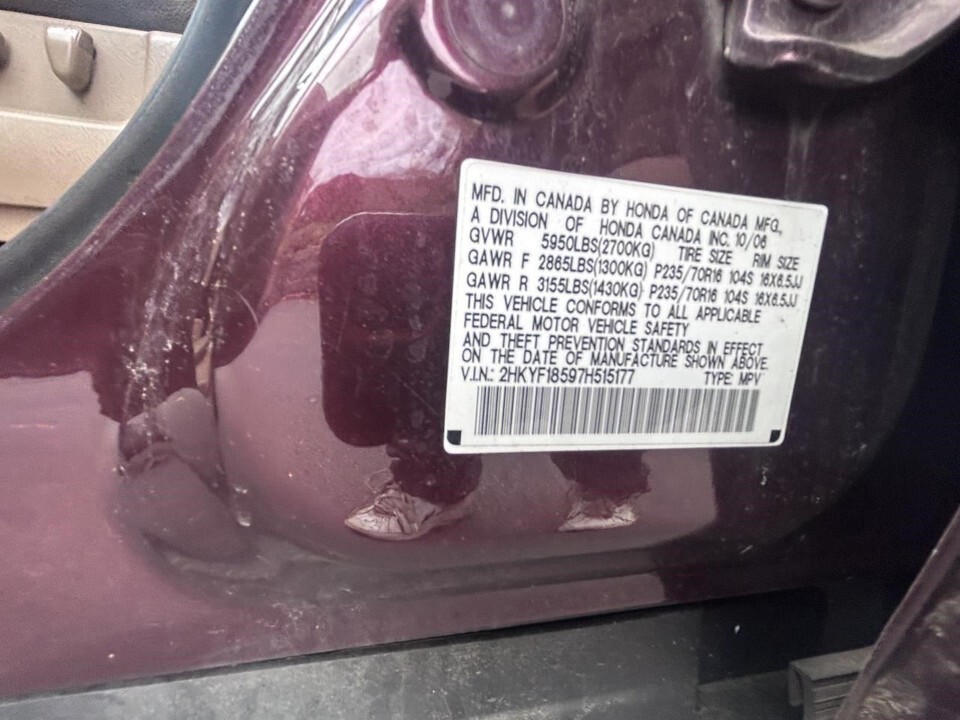 MFD. IN CANADA BY HONDA OF CANADA MFG.,
A DIVISION OF HONDA CANADA INC. 10/06
GVWR 5950LBS(2700KG) TIRE SIZE RIM SIZE
GAWR F 2865LBS(1300KG) P235/70R16 104S 16X6.5JJ
GAWR R 3155LBS(1430KG) P235/70R16 104S 16X6.5JJ
THIS VEHICLE CONFORMS TO ALL APPLICABLE
FEDERAL MOTOR VEHICLE SAFETY
AND THEFT PREVENTION STANDARDS IN EFFECT
ON THE DATE OF MANUFACTURE SHOWN ABOVE.
V.I.N.: 2HKYF18597H515177 TYPE: MPV